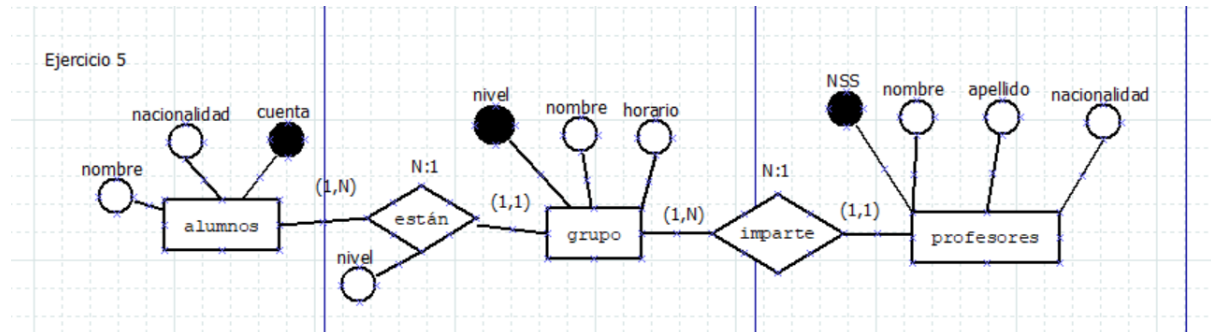 Ejercicio 5
nombre
nacionalidad
cuenta
alumnos
(1,N)
N:1
están
nivel
(1,1)
nivel
nombre
horario
grupo
(1,N)
N:1
imparte
(1,1)
NSS
nombre
apellido
nacionalidad
profesores